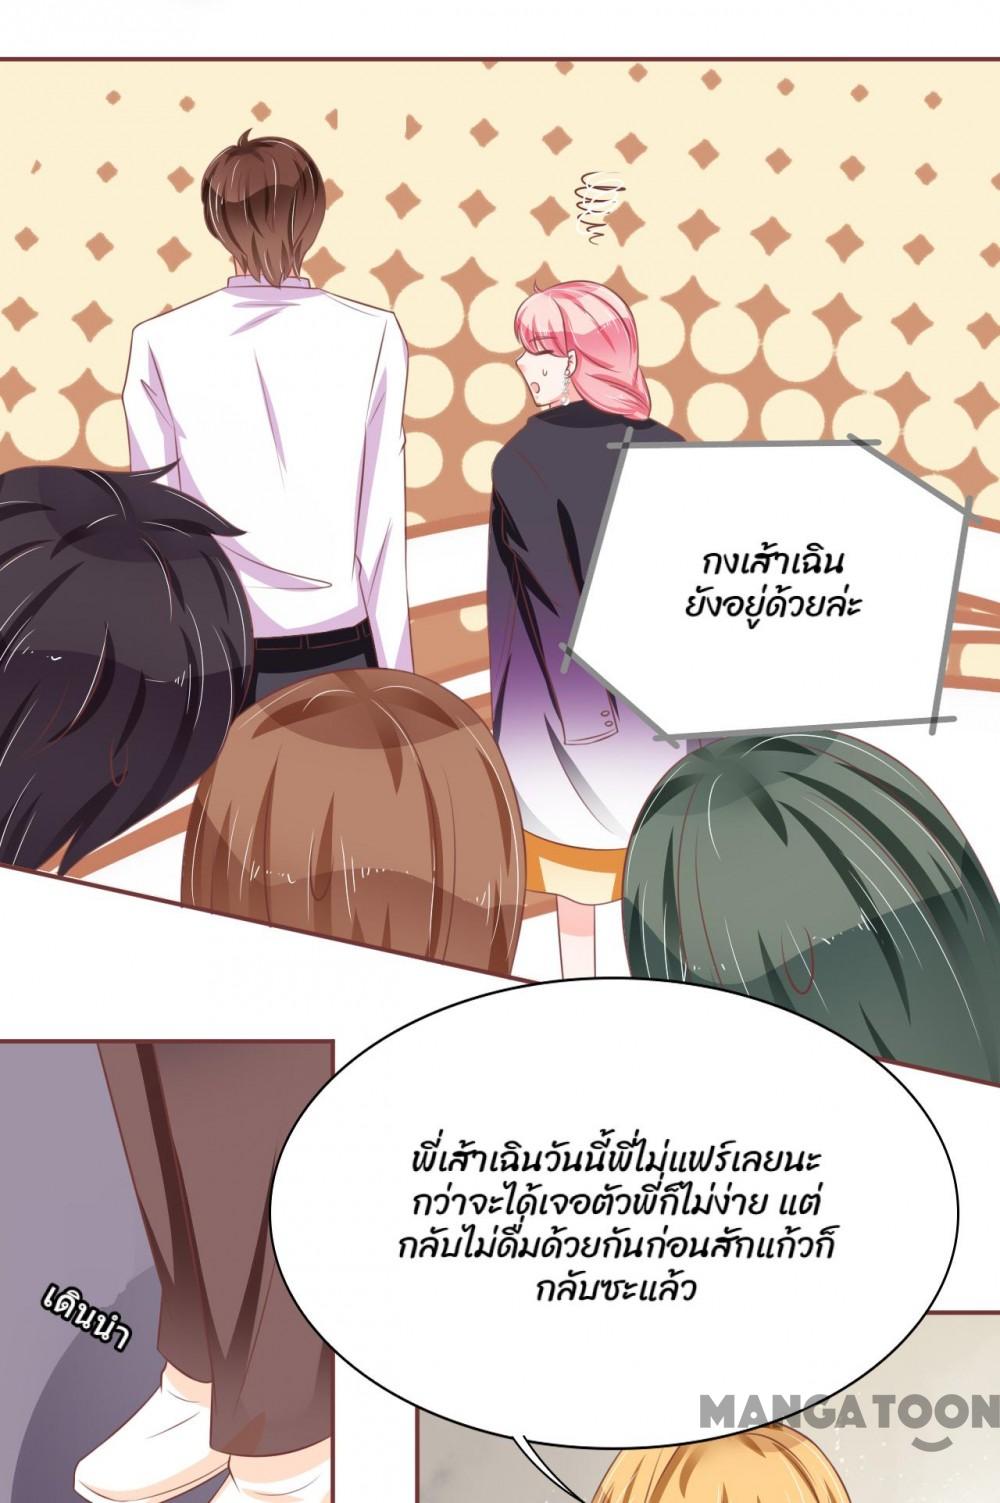 กงเส้าเฉิน
ยังอยู่ด้วยล่ะ
พี่เส้าเฉินวันนี้พี่ไม่แฟร์เลยนะ
กว่าจะได้เจอตัวพี่ก็ไม่ง่าย แต่
กลับไม่ดื่มด้วยกันก่อนสักแก้วก็
กลับซะแล้ว
เดินนำ
MANGATOON